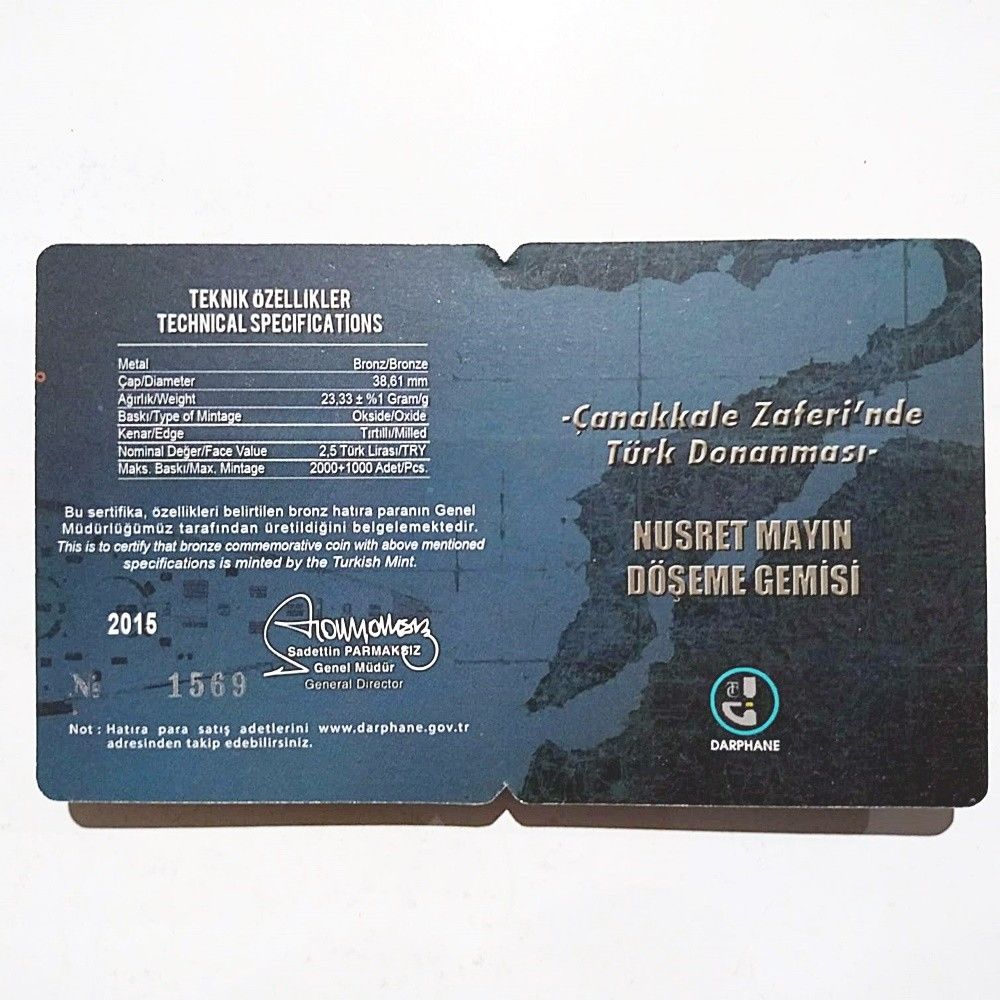 TEKNİK ÖZELLİKLER
TECHNICAL SPECIFICATIONS
Metal Bronz/Bronze
Çap/Diameter 38,61 mm
Ağırlık/Weight 23,33 ± %1 Gram/g
Baskı/Type of Mintage Okside/Oxide
Kenar/Edge Tırtıllı/Milled
Nominal Değer/Face Value 2,5 Türk Lirası/TRY
Maks. Baskı/Max. Mintage 2000+1000 Adet/Pcs.
Bu sertifika, özellikleri belirtilen bronz hatıra paranın Genel
Müdürlüğümüz tarafından üretildiğini belgelemektedir.
This is to certify that bronze commemorative coin with above mentioned
specifications is minted by the Turkish Mint.
2015
Sadettin PARMAKSIZ
Genel Müdür
General Director
№ 1569
Not : Hatıra para satış adetlerini www.darphane.gov.tr
adresinden takip edebilirsiniz.
-Çanakkale Zaferi'nde
Türk Donanması-
NUSRET MAYIN
DÖŞEME GEMİSİ
DARPHANE